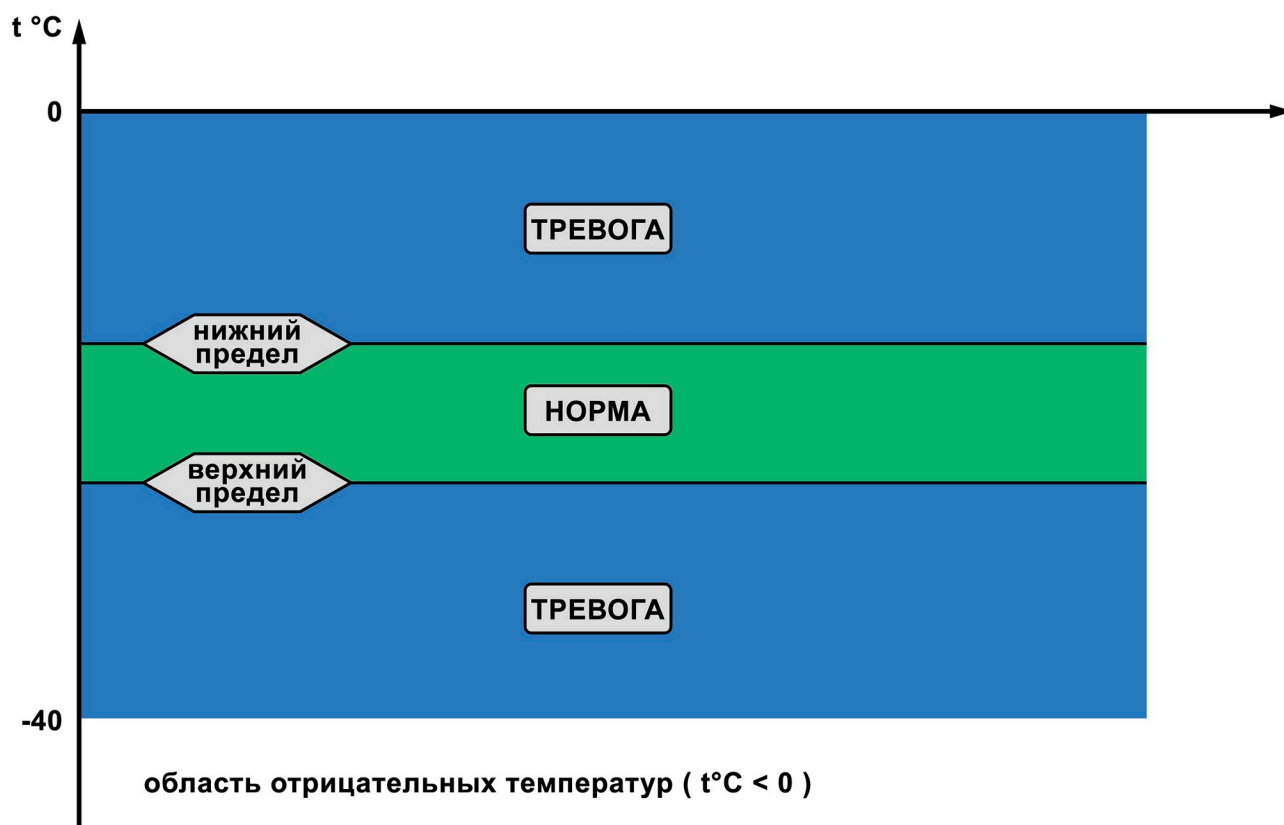 t °C
0
ТРЕВОГА
нижний
предел
НОРМА
верхний
предел
ТРЕВОГА
-40
область отрицательных температур ( t°C < 0 )